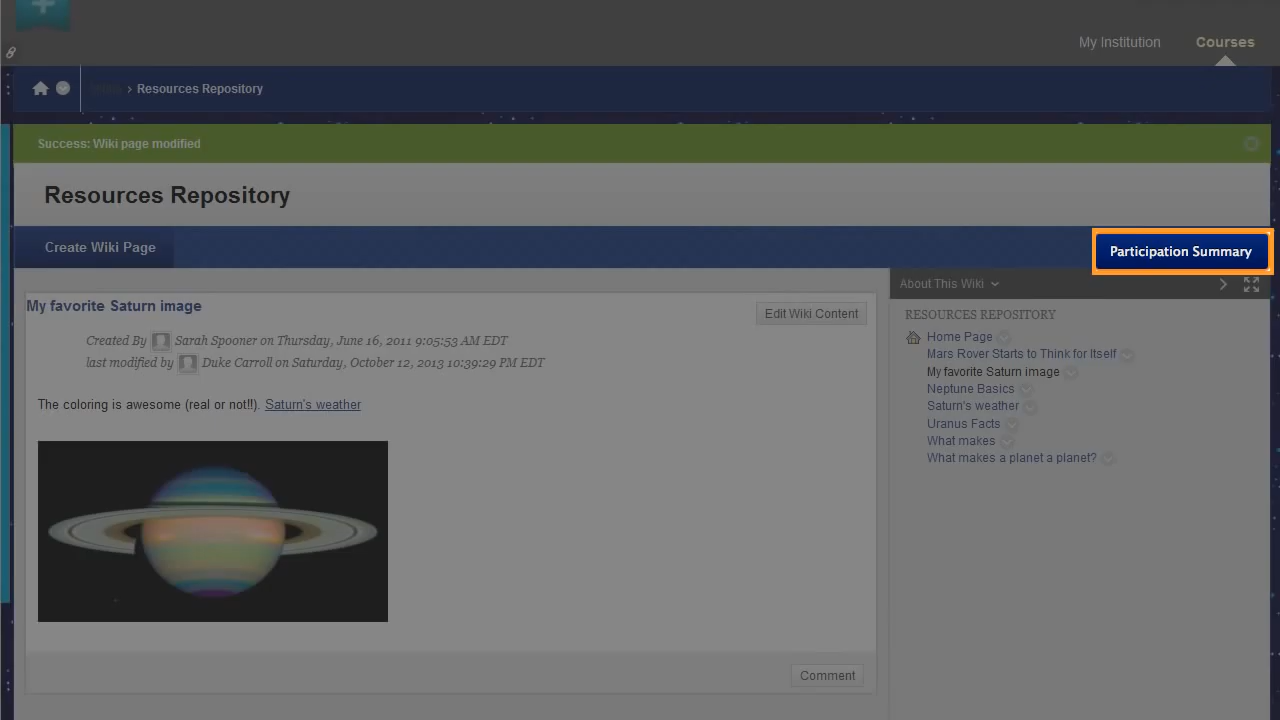 My Institution
Courses
› Resources Repository
Success: Wiki page modified
Resources Repository
Create Wiki Page
Participation Summary
About This Wiki
My favorite Saturn image
Edit Wiki Content
Created By Sarah Spooner on Thursday, June 16, 2011 9:05:53 AM EDT
last modified by Duke Carroll on Saturday, October 12, 2013 10:39:29 PM EDT
The coloring is awesome (real or not!!). Saturn's weather
Comment
RESOURCES REPOSITORY
Home Page
Mars Rover Starts to Think for Itself
My favorite Saturn image
Neptune Basics
Saturn's weather
Uranus Facts
What makes
What makes a planet a planet?